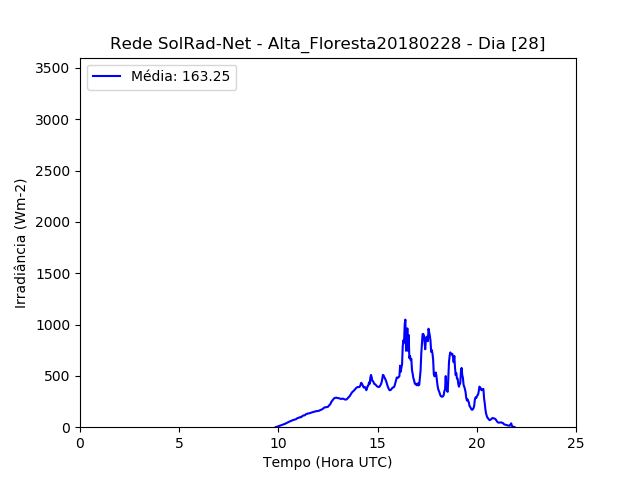 Rede SolRad-Net - Alta_Floresta20180228 - Dia [28]
Média: 163.25
3500
3000
2500
2000
1500
1000
500
0
Irradiância (Wm-2)
0 5 10 15 20 25
Tempo (Hora UTC)